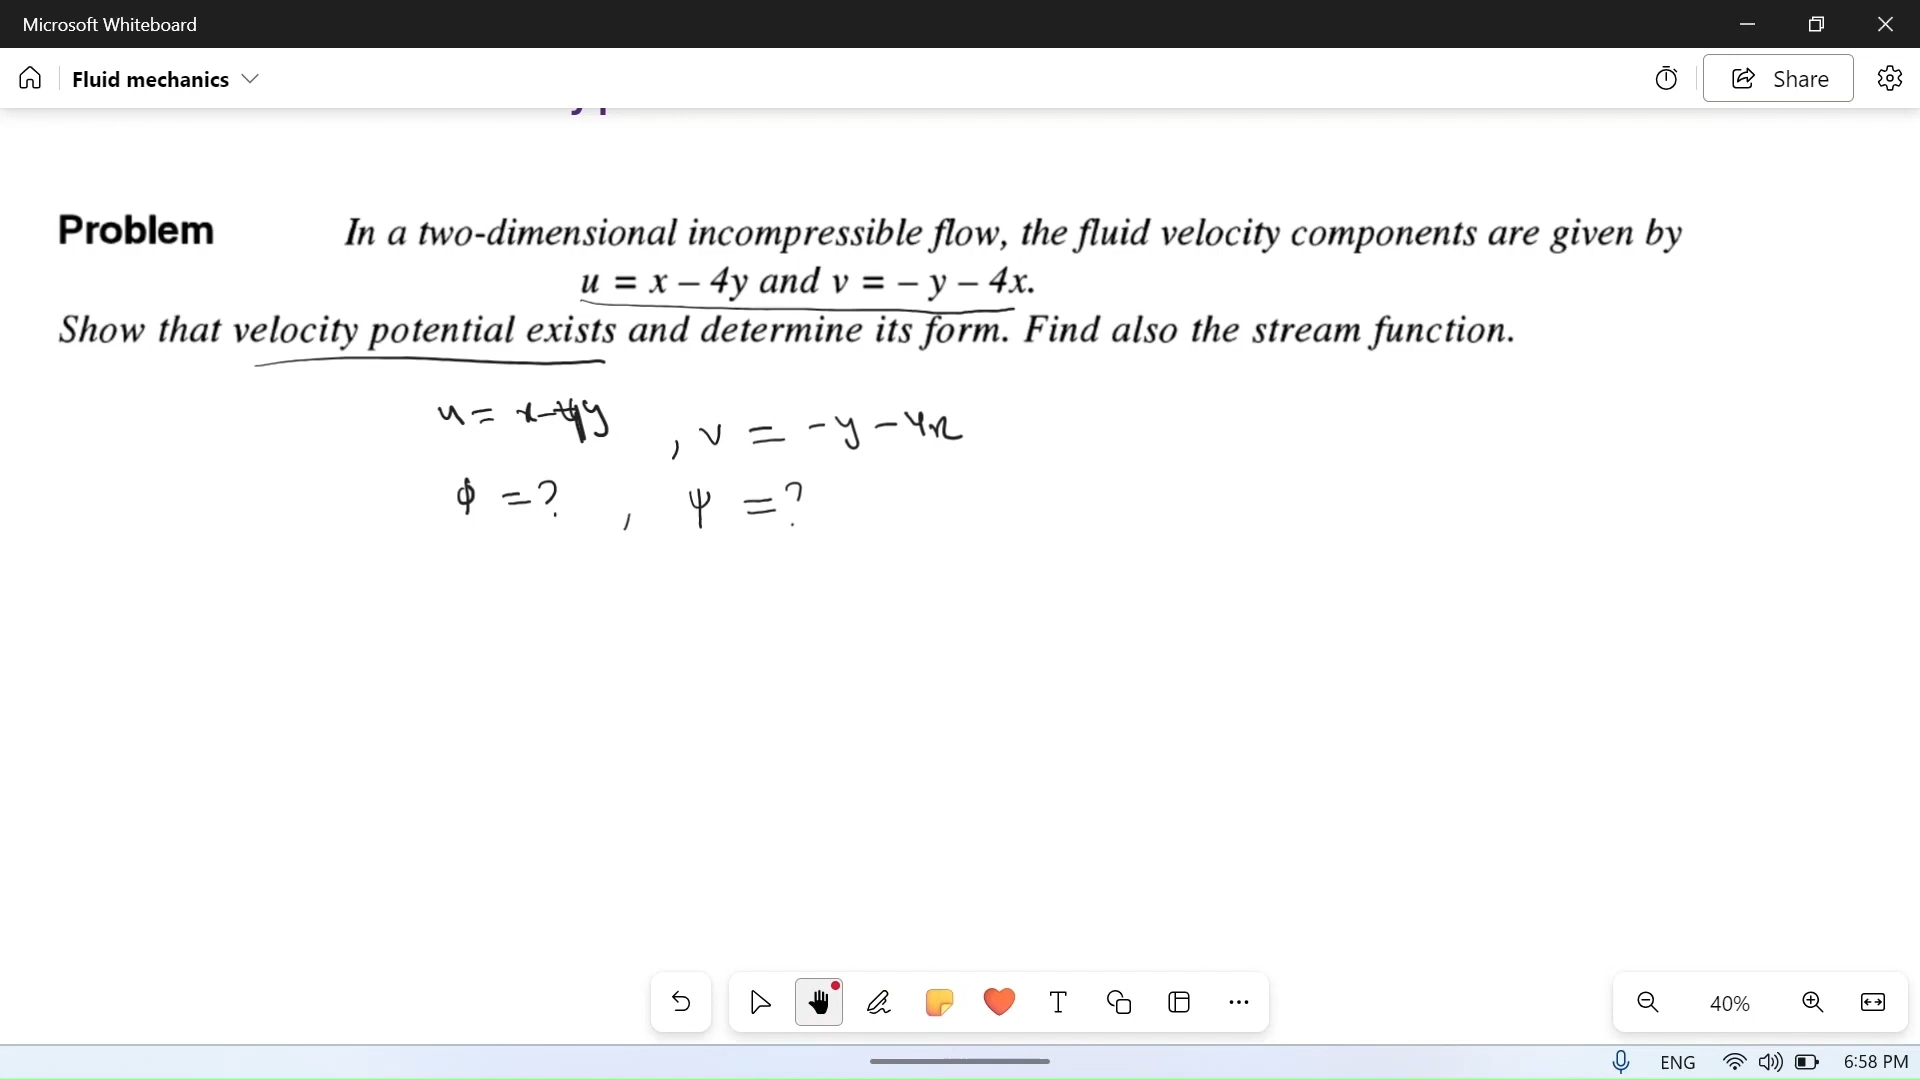 Microsoft Whiteboard
Fluid mechanics
Share
Problem In a two-dimensional incompressible flow, the fluid velocity components are given by
u = x – 4y and v = – y – 4x.
Show that velocity potential exists and determine its form. Find also the stream function.
u = x-4y , v = -y-4x
ϕ = ? , ψ = ?
40%
ENG 6:58 PM